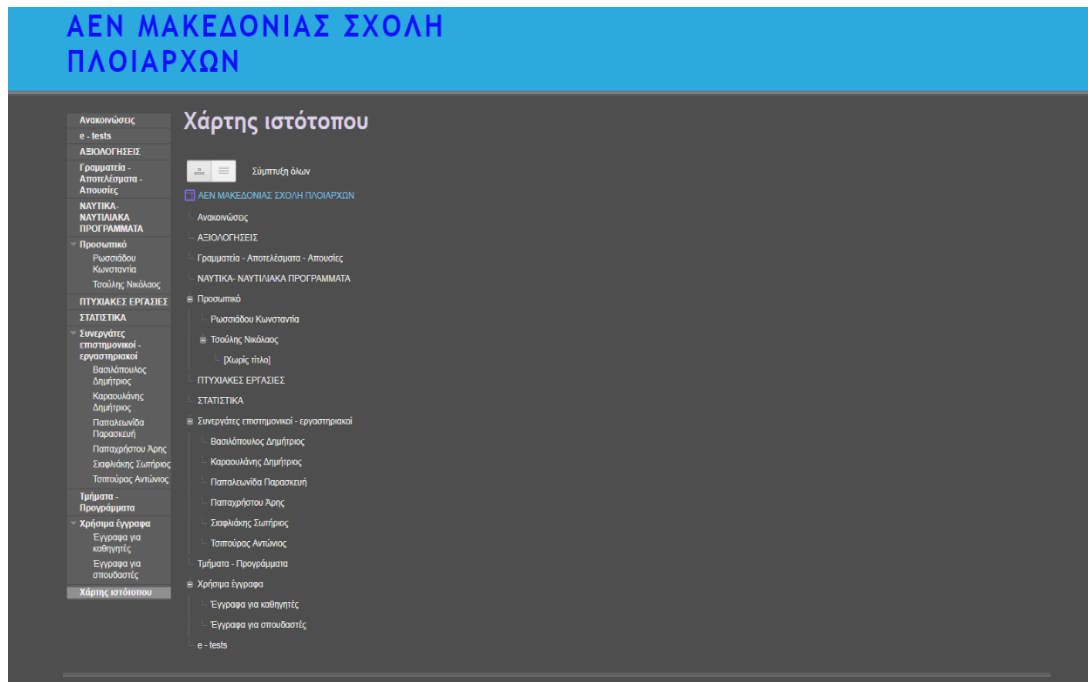 ΑΕΝ ΜΑΚΕΔΟΝΙΑΣ ΣΧΟΛΗ
ΠΛΟΙΑΡΧΩΝ
Ανακοινώσεις
e - tests
ΑΞΙΟΛΟΓΗΣΕΙΣ
Γραμματεία -
Αποτελέσματα -
Απουσίες
ΝΑΥΤΙΚΑ-
ΝΑΥΤΙΛΙΑΚΑ
ΠΡΟΓΡΑΜΜΑΤΑ
Προσωπικό
Ρωσσιάδου
Κωνσταντία
Τσούλης Νικόλαος
ΠΤΥΧΙΑΚΕΣ ΕΡΓΑΣΙΕΣ
ΣΤΑΤΙΣΤΙΚΑ
Συνεργάτες
επιστημονικοί -
εργαστηριακοί
Βασιλόπουλος
Δημήτριος
Καραουλάνης
Δημήτριος
Παπαλεωνίδα
Παρασκευή
Παπαχρήστου Άρης
Σιαφλιάκης Σωτήριος
Τσιπούρας Αντώνιος
Τμήματα -
Προγράμματα
Χρήσιμα έγγραφα
Έγγραφα για
καθηγητές
Έγγραφα για
σπουδαστές
Χάρτης ιστότοπου
Χάρτης ιστότοπου
Σύμπτυξη όλων
ΑΕΝ ΜΑΚΕΔΟΝΙΑΣ ΣΧΟΛΗ ΠΛΟΙΑΡΧΩΝ
Ανακοινώσεις
ΑΞΙΟΛΟΓΗΣΕΙΣ
Γραμματεία - Αποτελέσματα - Απουσίες
ΝΑΥΤΙΚΑ- ΝΑΥΤΙΛΙΑΚΑ ΠΡΟΓΡΑΜΜΑΤΑ
Προσωπικό
Ρωσσιάδου Κωνσταντία
Τσούλης Νικόλαος
[Χωρίς τίτλο]
ΠΤΥΧΙΑΚΕΣ ΕΡΓΑΣΙΕΣ
ΣΤΑΤΙΣΤΙΚΑ
Συνεργάτες επιστημονικοί - εργαστηριακοί
Βασιλόπουλος Δημήτριος
Καραουλάνης Δημήτριος
Παπαλεωνίδα Παρασκευή
Παπαχρήστου Άρης
Σιαφλιάκης Σωτήριος
Τσιπούρας Αντώνιος
Τμήματα - Προγράμματα
Χρήσιμα έγγραφα
Έγγραφα για καθηγητές
Έγγραφα για σπουδαστές
e - tests